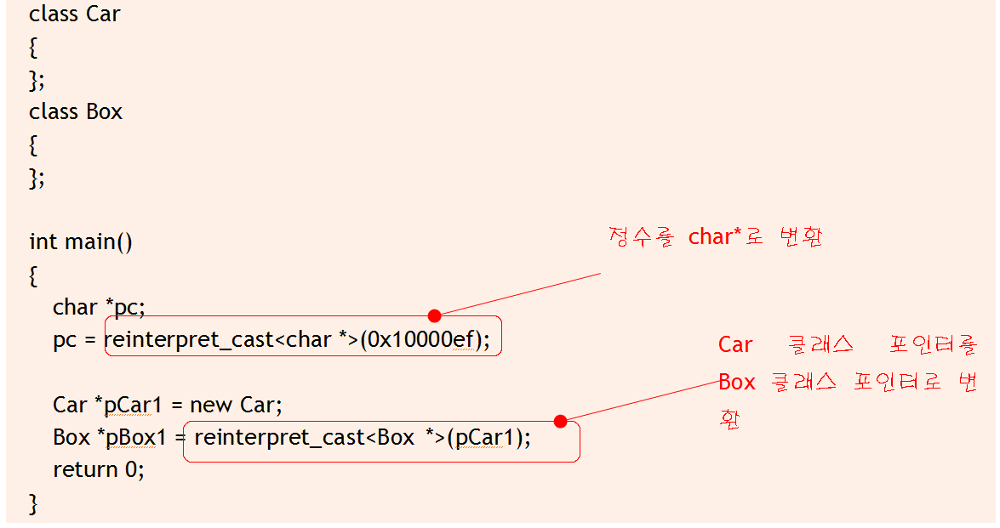 class Car
{
};
class Box
{
};
int main()
{
정수를 char*로 변환
char *pc;
pc = reinterpret_cast<char *>(0x10000ef);
Car *pCar1 = new Car;
Box *pBox1 = reinterpret_cast<Box *>(pCar1);
return 0;
}
Car 클래스 포인터를
Box 클래스 포인터로 변
환